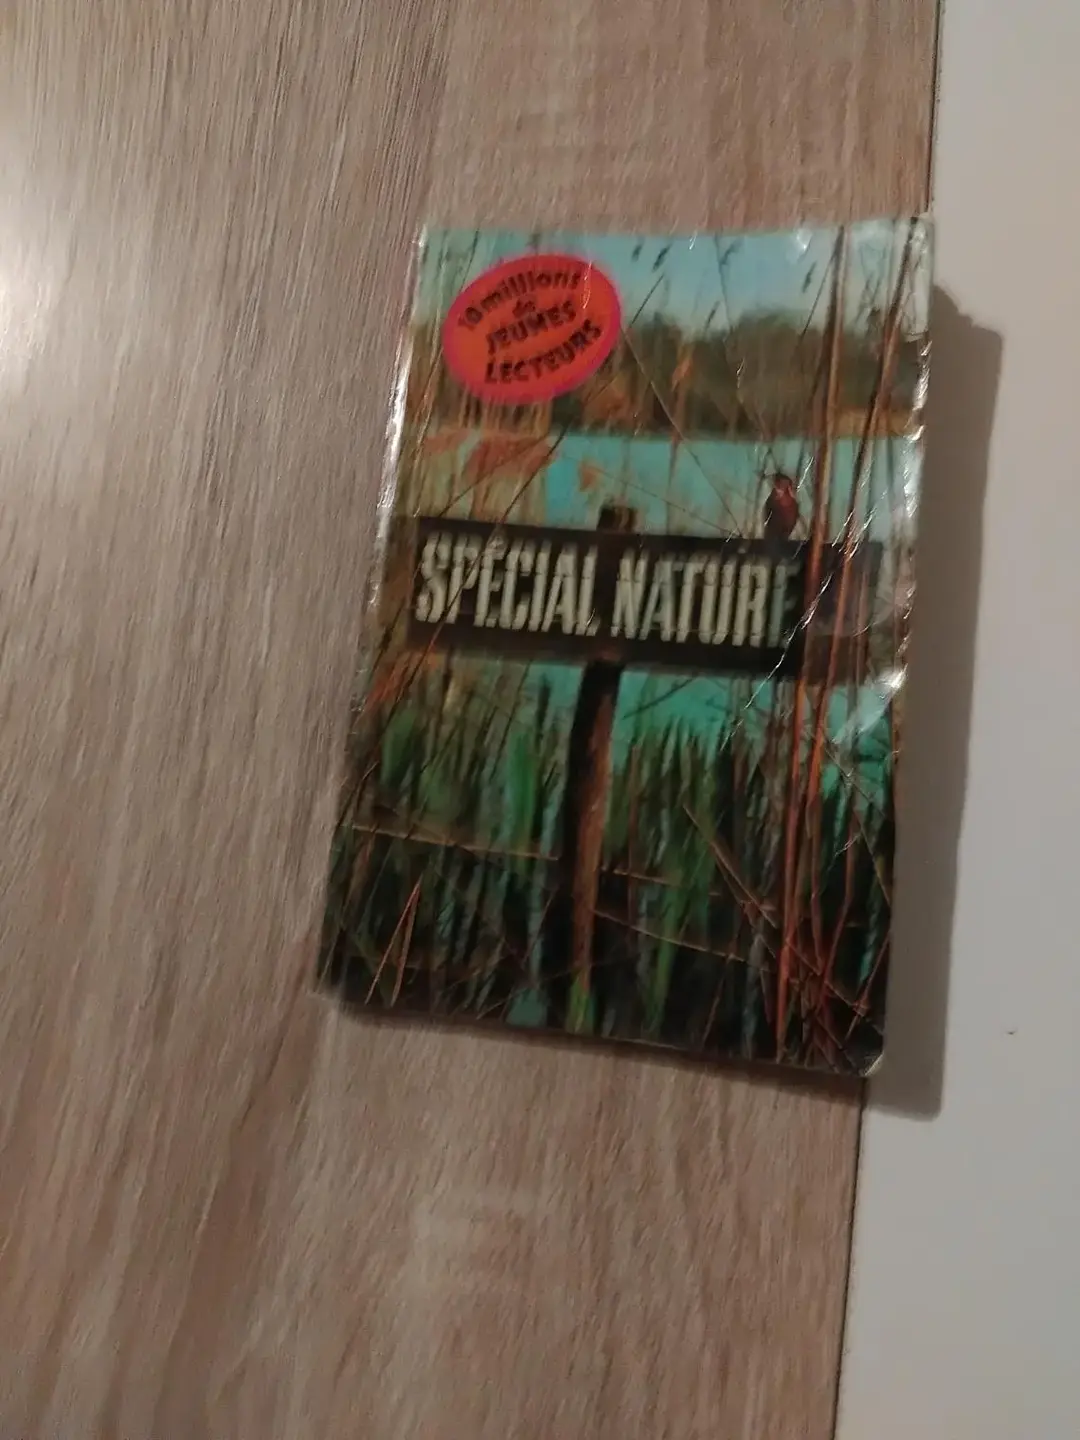 10 millions
de
JEUNES
LECTEURS
SPÉCIAL NATURE